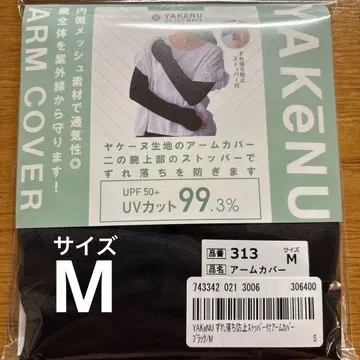 内側メッシュ素材で通気性◎
腕全体を紫外線から守ります!
ARM COVER
YAKeNU
ずれ落ち防止
ストッパー付
YAKēNU
ヤケーヌ生地のアームカバー
二の腕上部のストッパーで
ずれ落ちを防ぎます
UPF 50+
UVカット99.3%
サイズ
M
品番 313 サイズ M
品名 アームカバー
743342 021 3006 306400
YAKeNU ずれ落ち防止ストッパー付アームカバー
ブラック/M S